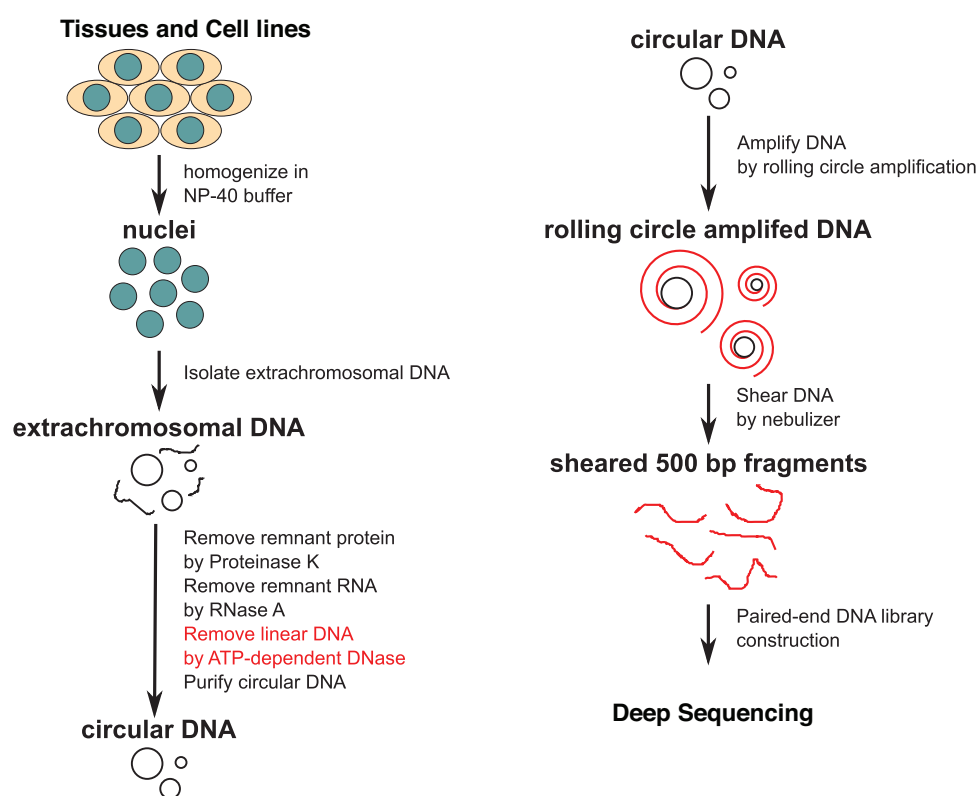 Tissues and Cell lines
homogenize in
NP-40 buffer
nuclei
Isolate extrachromosomal DNA
extrachromosomal DNA
Remove remnant protein
by Proteinase K
Remove remnant RNA
by RNase A
Remove linear DNA
by ATP-dependent DNase
Purify circular DNA
circular DNA
circular DNA
Amplify DNA
by rolling circle amplification
rolling circle amplifed DNA
Shear DNA
by nebulizer
sheared 500 bp fragments
Paired-end DNA library
construction
Deep Sequencing